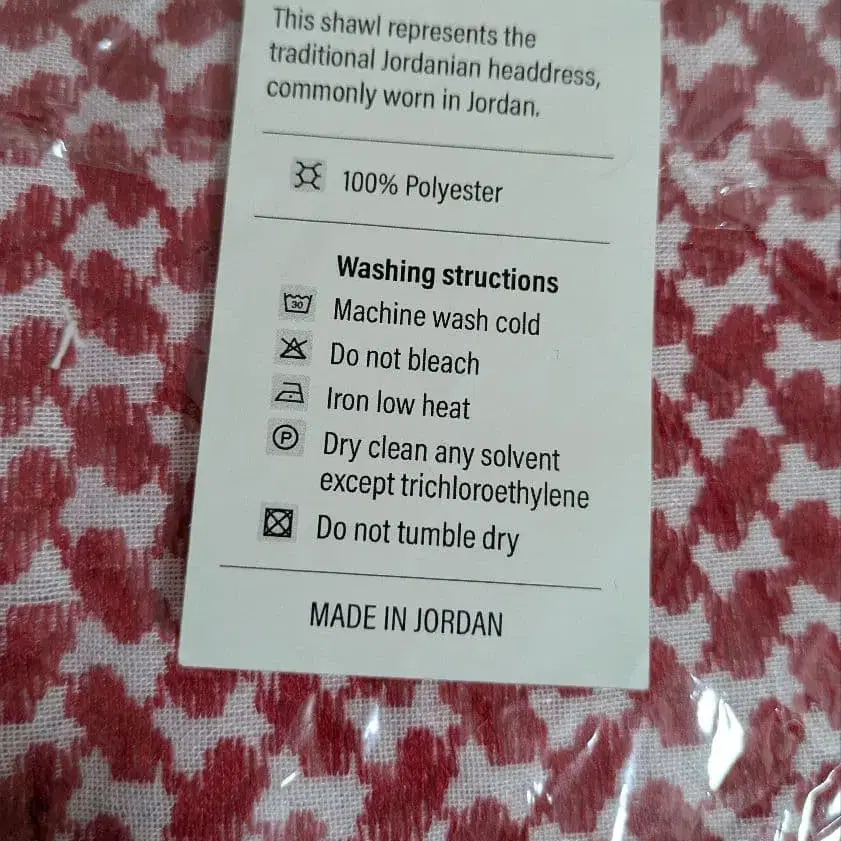 This shawl represents the
traditional Jordanian headdress,
commonly worn in Jordan.
100% Polyester
Washing structions
30
Machine wash cold
Do not bleach
Iron low heat
P
Dry clean any solvent
except trichloroethylene
Do not tumble dry
MADE IN JORDAN